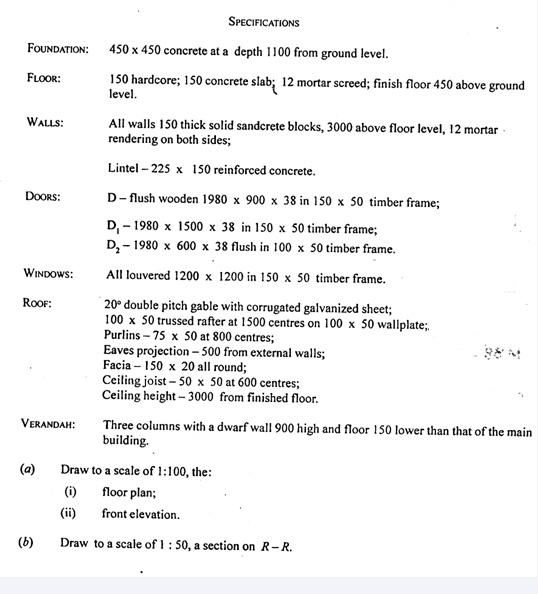 SPECIFICATIONS
FOUNDATION: 450 x 450 concrete at a depth 1100 from ground level.
FLOOR: 150 hardcore; 150 concrete slab; 12 mortar screed; finish floor 450 above ground
level.
WALLS: All walls 150 thick solid sandcrete blocks, 3000 above floor level, 12 mortar
rendering on both sides;
Lintel – 225 x 150 reinforced concrete.
DOORS: D – flush wooden 1980 x 900 x 38 in 150 x 50 timber frame;
D₁ – 1980 x 1500 x 38 in 150 x 50 timber frame;
D₂ – 1980 x 600 x 38 flush in 100 x 50 timber frame.
WINDOWS: All louvered 1200 x 1200 in 150 x 50 timber frame.
ROOF: 20° double pitch gable with corrugated galvanized sheet;
100 x 50 trussed rafter at 1500 centres on 100 x 50 wallplate;
Purlins – 75 x 50 at 800 centres;
Eaves projection – 500 from external walls;
Facia – 150 x 20 all round;
Ceiling joist – 50 x 50 at 600 centres;
Ceiling height – 3000 from finished floor.
VERANDAH: Three columns with a dwarf wall 900 high and floor 150 lower than that of the main
building.
(a) Draw to a scale of 1:100, the:
(i) floor plan;
(ii) front elevation.
(b) Draw to a scale of 1 : 50, a section on R – R.